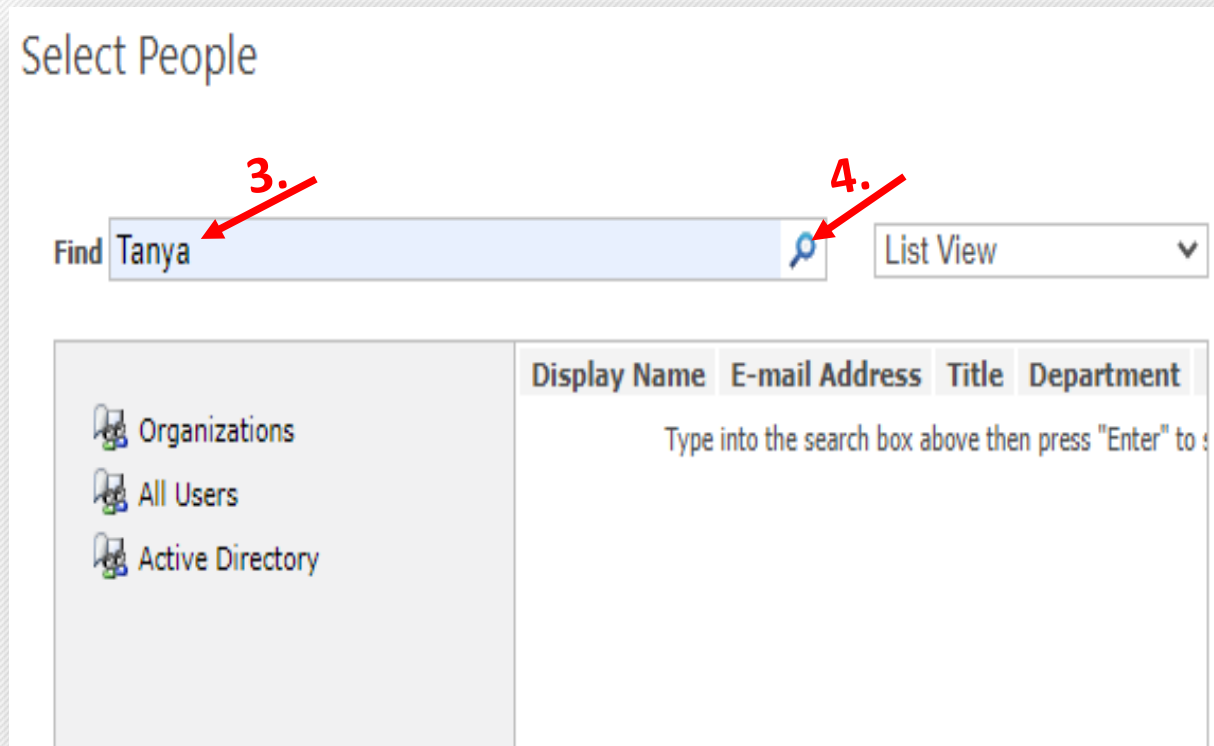 Select People
3.
4.
Find Tanya
List View
Display Name E-mail Address Title Department
Type into the search box above then press "Enter" to
Organizations
All Users
Active Directory